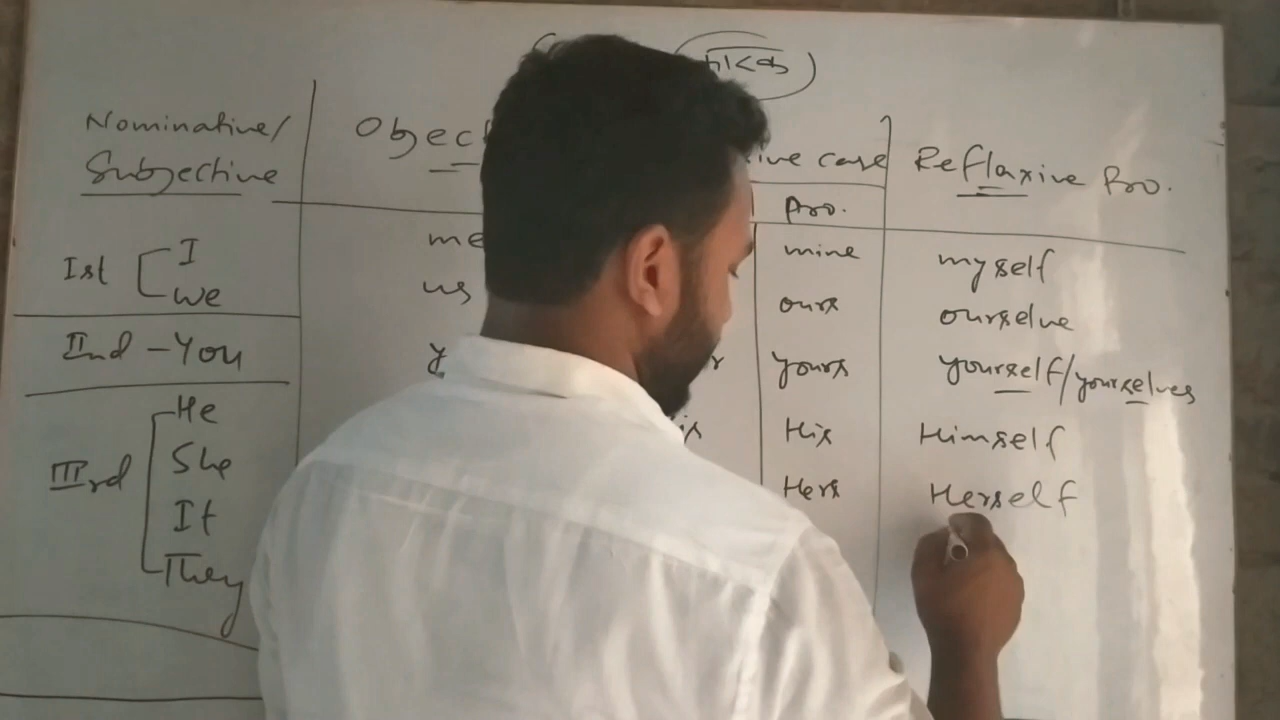 Nominative/
Subjective
Objec
ive case
Reflaxive Pro.
Pro.
Ist
I
me
mine
myself
We
us
ours
ourselve
IInd - You
y
r
yours
yourself/yourselves
IIIrd
He
His
Himself
She
Hers
Herself
It
They